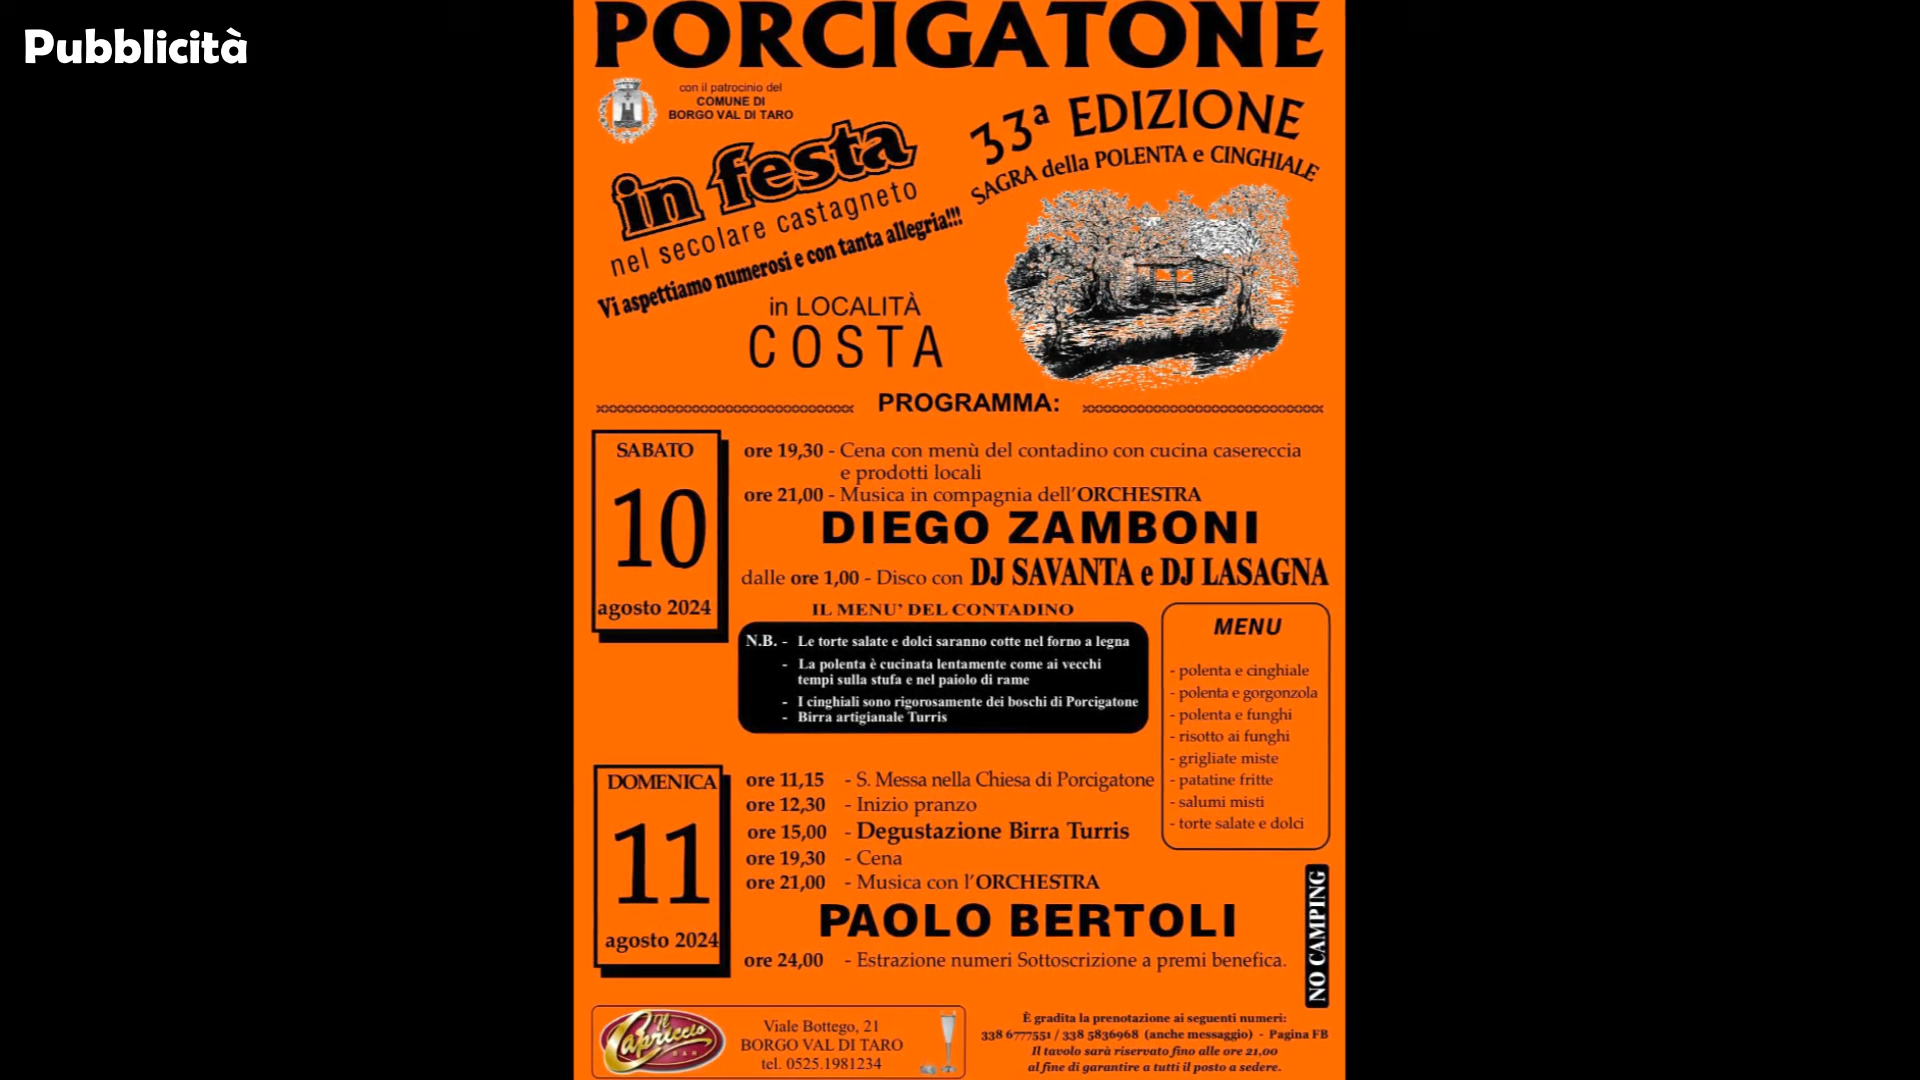 Pubblicità
PORCIGATONE
con il patrocinio del
COMUNE DI
BORGO VAL DI TARO
in festa
nel secolare castagneto
Vi aspettiamo numerosi e con tanta allegria!!!
33ª EDIZIONE
SAGRA della POLENTA e CINGHIALE
in LOCALITÀ
COSTA
PROGRAMMA:
SABATO
10
agosto 2024
ore 19,30 - Cena con menù del contadino con cucina casereccia
e prodotti locali
ore 21,00 - Musica in compagnia dell'ORCHESTRA
DIEGO ZAMBONI
dalle ore 1,00 - Disco con DJ SAVANTA e DJ LASAGNA
IL MENU' DEL CONTADINO
N.B. - Le torte salate e dolci saranno cotte nel forno a legna
- La polenta è cucinata lentamente come ai vecchi
tempi sulla stufa e nel paiolo di rame
- I cinghiali sono rigorosamente dei boschi di Porcigatone
- Birra artigianale Turris
MENU
- polenta e cinghiale
- polenta e gorgonzola
- polenta e funghi
- risotto ai funghi
- grigliate miste
- patatine fritte
- salumi misti
- torte salate e dolci
DOMENICA
11
agosto 2024
ore 11,15 - S. Messa nella Chiesa di Porcigatone
ore 12,30 - Inizio pranzo
ore 15,00 - Degustazione Birra Turris
ore 19,30 - Cena
ore 21,00 - Musica con l'ORCHESTRA
PAOLO BERTOLI
ore 24,00 - Estrazione numeri Sottoscrizione a premi benefica.
NO CAMPING
Il Capriccio
BAR
Viale Bottego, 21
BORGO VAL DI TARO
tel. 0525.1981234
È gradita la prenotazione ai seguenti numeri:
338 6777551 / 338 5836968 (anche messaggio) - Pagina FB
Il tavolo sarà riservato fino alle ore 21,00
al fine di garantire a tutti il posto a sedere.